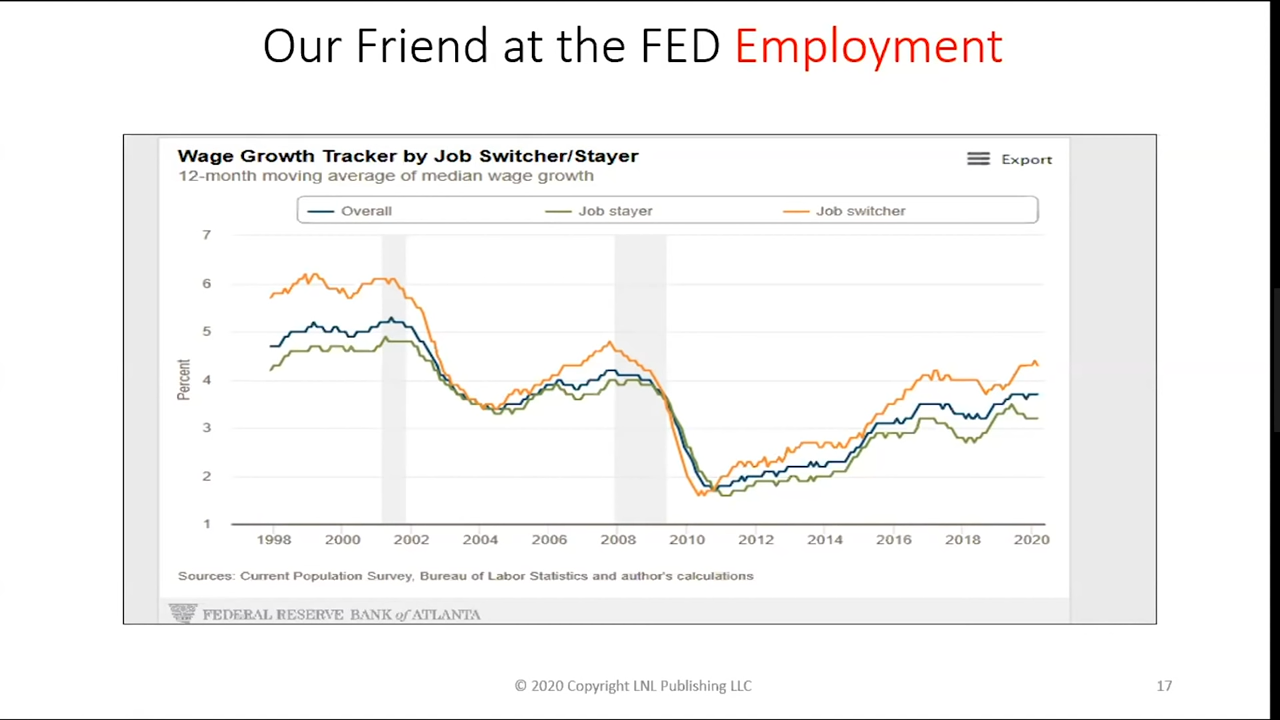 Our Friend at the FED Employment
Wage Growth Tracker by Job Switcher/Stayer
Export
12-month moving average of median wage growth
Overall Job stayer Job switcher
7
6
5
4
3
2
1
Percent
1998 2000 2002 2004 2006 2008 2010 2012 2014 2016 2018 2020
Sources: Current Population Survey, Bureau of Labor Statistics and author's calculations
FEDERAL RESERVE BANK of ATLANTA
© 2020 Copyright LNL Publishing LLC
17